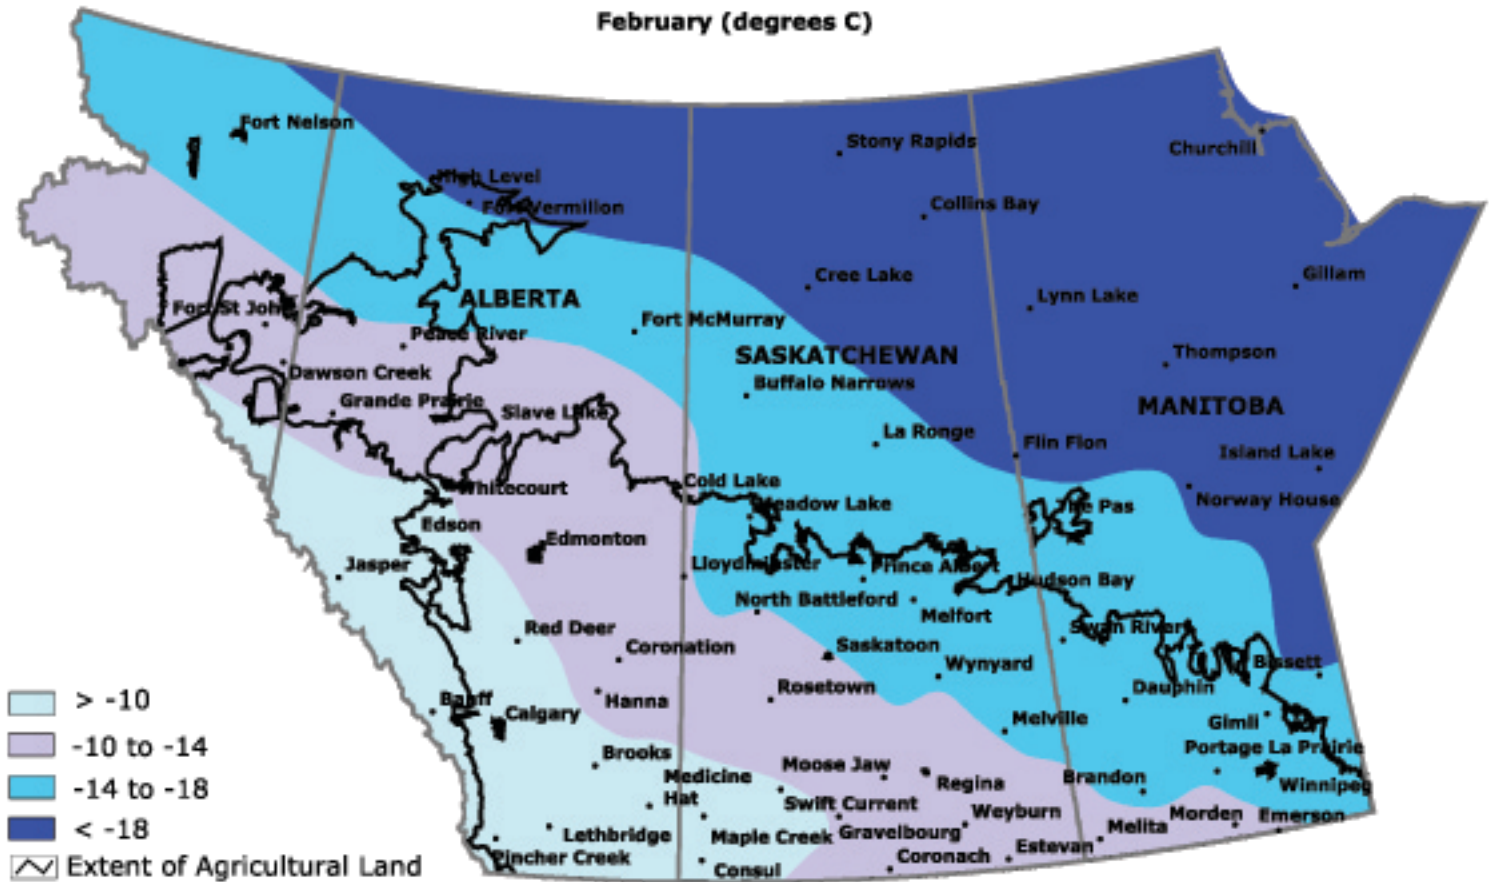 February (degrees C)
Fort Nelson
Stony Rapids
Churchill
High Level
Fort Vermilion
Collins Bay
Cree Lake
Gillam
ALBERTA
Lynn Lake
Fort St John
Fort McMurray
Peace River
SASKATCHEWAN
Thompson
Dawson Creek
Buffalo Narrows
Grande Prairie
MANITOBA
Slave Lake
La Ronge
Flin Flon
Island Lake
Cold Lake
Whitecourt
Norway House
Meadow Lake
The Pas
Edson
Edmonton
Jasper
Lloydminster
Prince Albert
Hudson Bay
North Battleford
Melfort
Red Deer
Swan River
Coronation
Saskatoon
Wynyard
Bissett
Rosetown
Dauphin
> -10
Banff
Hanna
Calgary
Melville
Gimli
-10 to -14
Brooks
Portage La Prairie
Moose Jaw
Medicine
Hat
Brandon
Regina
Winnipeg
-14 to -18
Swift Current
Weyburn
Morden
Emerson
< -18
Lethbridge
Maple Creek
Gravelbourg
Melita
Estevan
Pincher Creek
Coronach
Extent of Agricultural Land
Consul